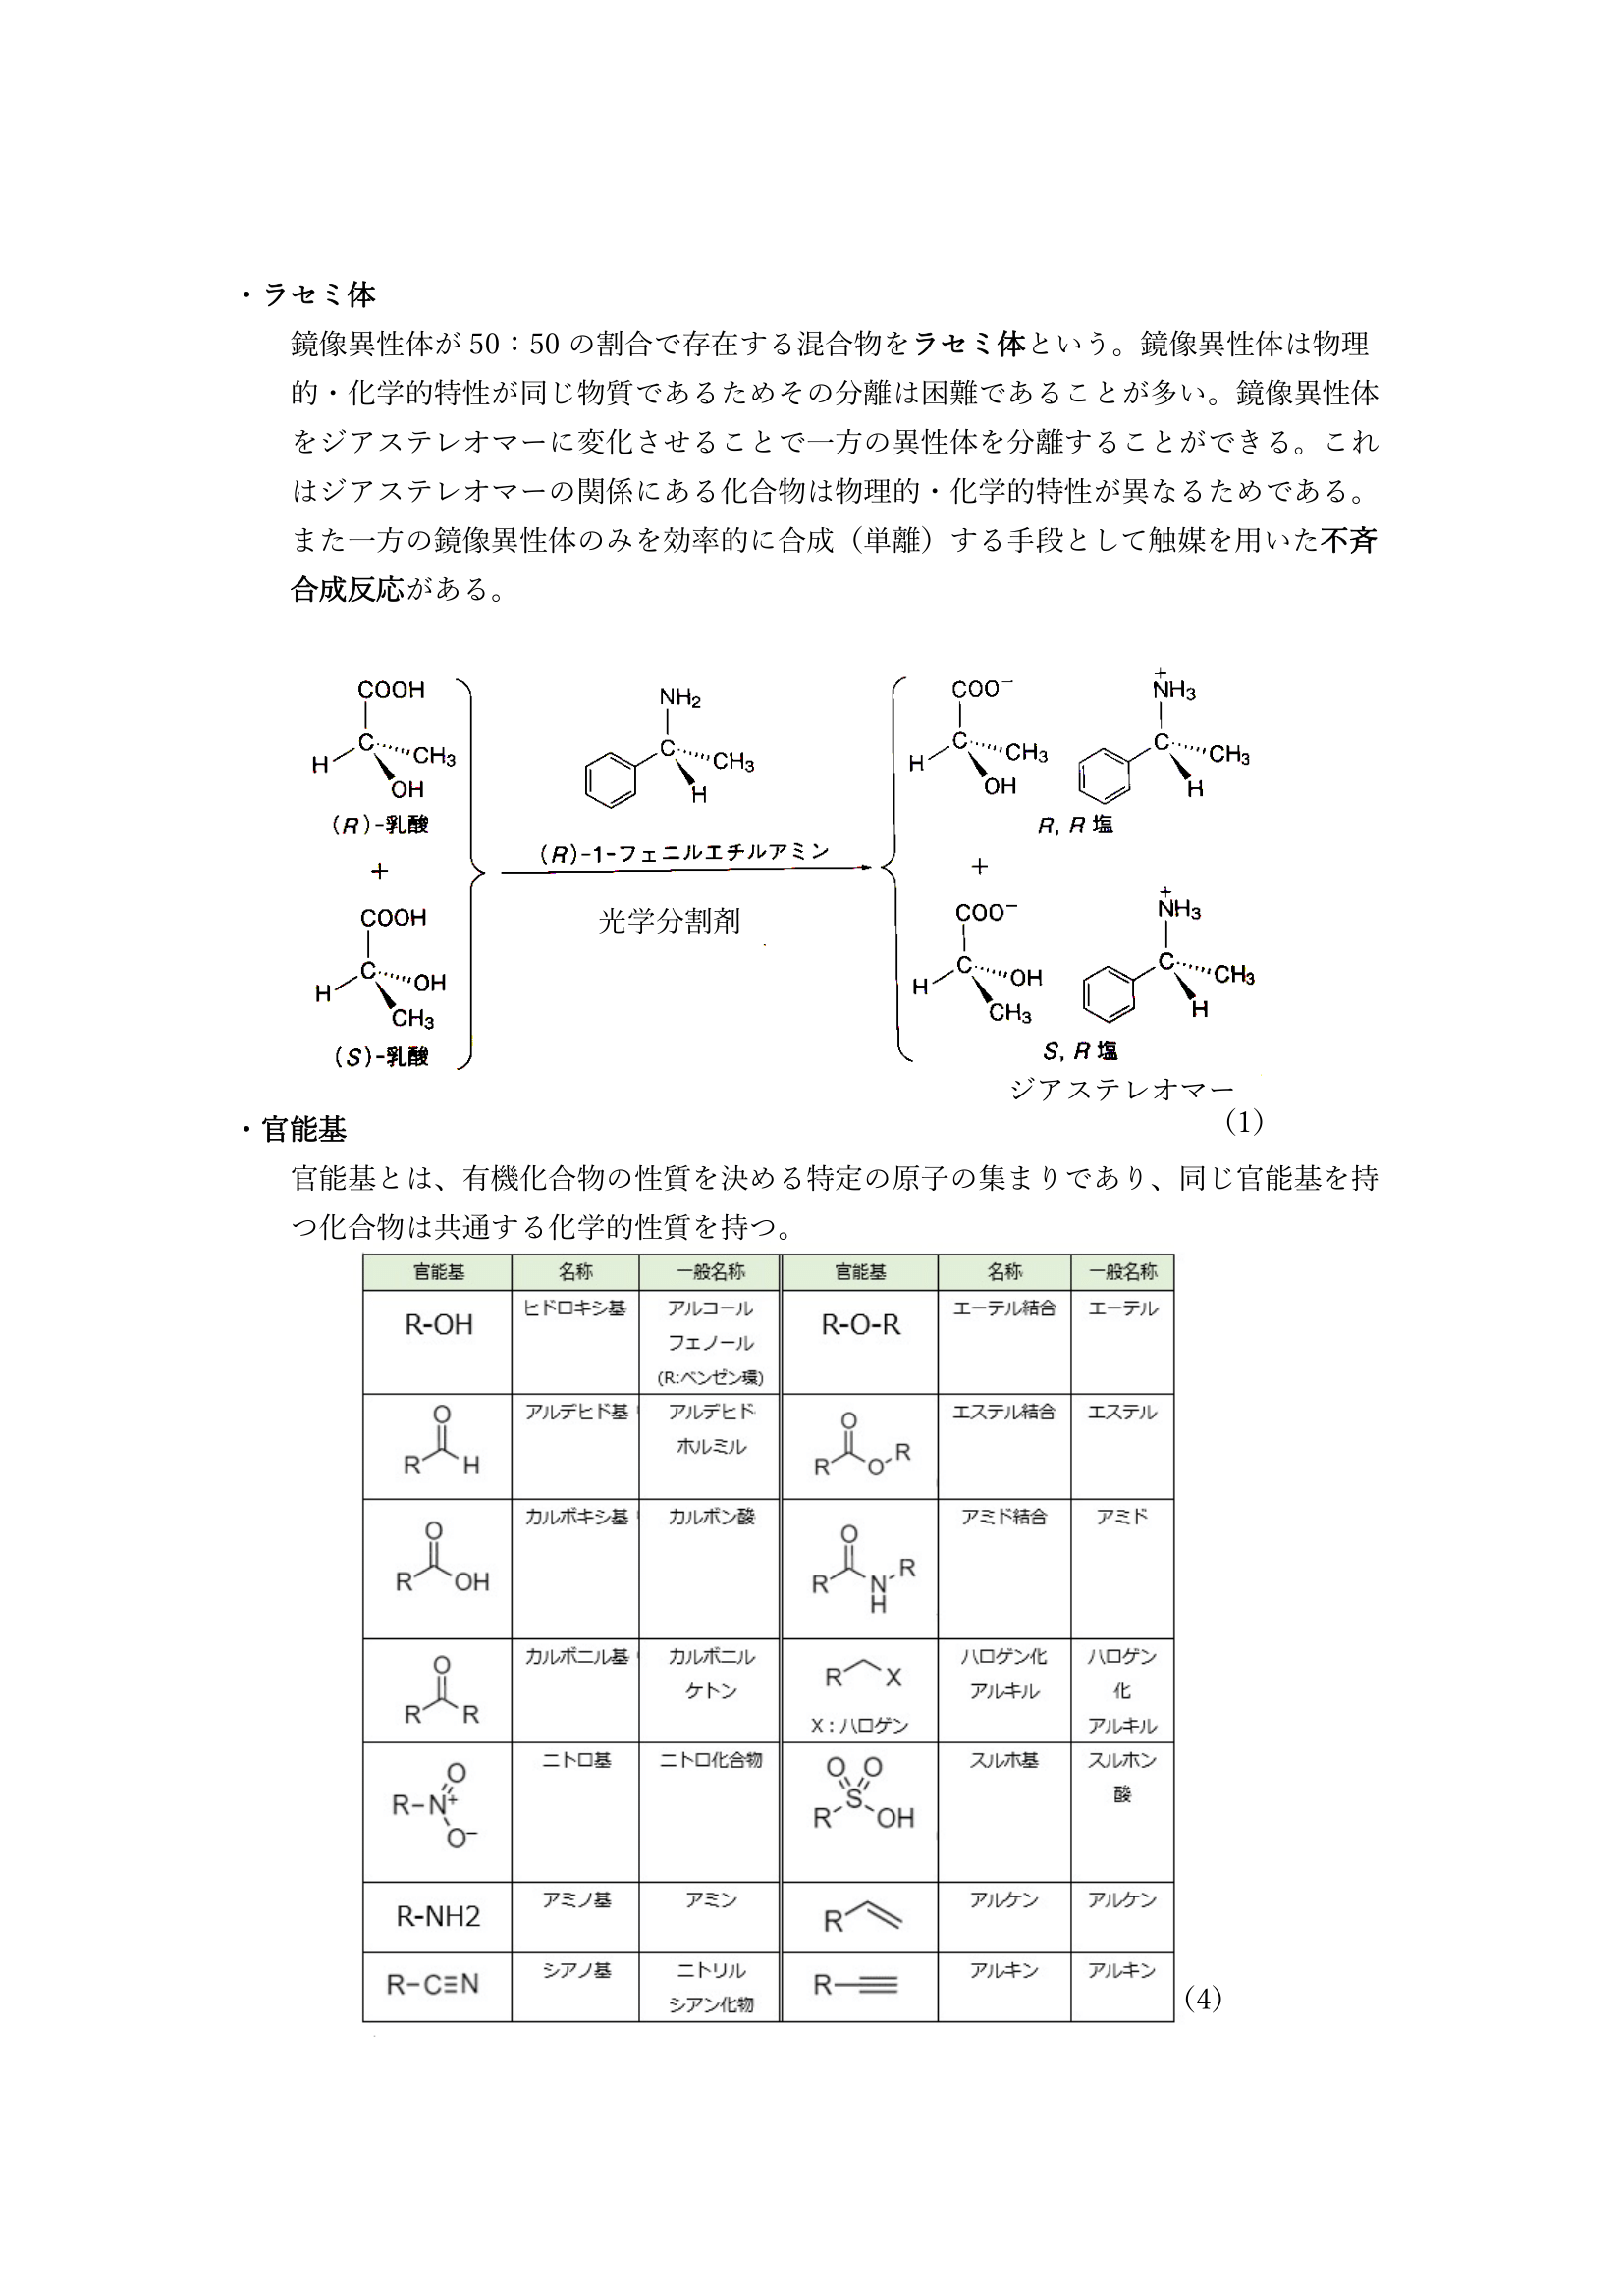 ・ラセミ体
鏡像異性体が 50：50 の割合で存在する混合物をラセミ体という。鏡像異性体は物理
的・化学的特性が同じ物質であるためその分離は困難であることが多い。鏡像異性体
をジアステレオマーに変化させることで一方の異性体を分離することができる。これ
はジアステレオマーの関係にある化合物は物理的・化学的特性が異なるためである。
また一方の鏡像異性体のみを効率的に合成（単離）する手段として触媒を用いた不斉
合成反応がある。
COOH
C
H
CH3
OH
(R)-乳酸
+
COOH
C
H
OH
CH3
(S)-乳酸
NH2
C
CH3
H
(R)-1-フェニルエチルアミン
光学分割剤
COO−
C
H
CH3
OH
+
NH3
C
CH3
H
R, R 塩
+
COO−
C
H
OH
CH3
+
NH3
C
CH3
H
S, R 塩
ジアステレオマー
（1）
・官能基
官能基とは、有機化合物の性質を決める特定の原子の集まりであり、同じ官能基を持
つ化合物は共通する化学的性質を持つ。
官能基 名称 一般名称 官能基 名称 一般名称
R-OH ヒドロキシ基 アルコール R-O-R エーテル結合 エーテル
フェノール
(R:ベンゼン環)
アルデヒド基 アルデヒド エステル結合 エステル
ホルミル
O O
R H R O R
カルボキシ基 カルボン酸 アミド結合 アミド
O O
R OH R N R
H
カルボニル基 カルボニル ハロゲン化 ハロゲン
ケトン アルキル 化
アルキル
O
R R R X
X：ハロゲン
ニトロ基 ニトロ化合物 スルホ基 スルホン
酸
O O O
R−N+ S
O− R OH
R-NH2 アミノ基 アミン R アルケン アルケン
R−C≡N シアノ基 ニトリル R アルキン アルキン
シアン化物
（4）